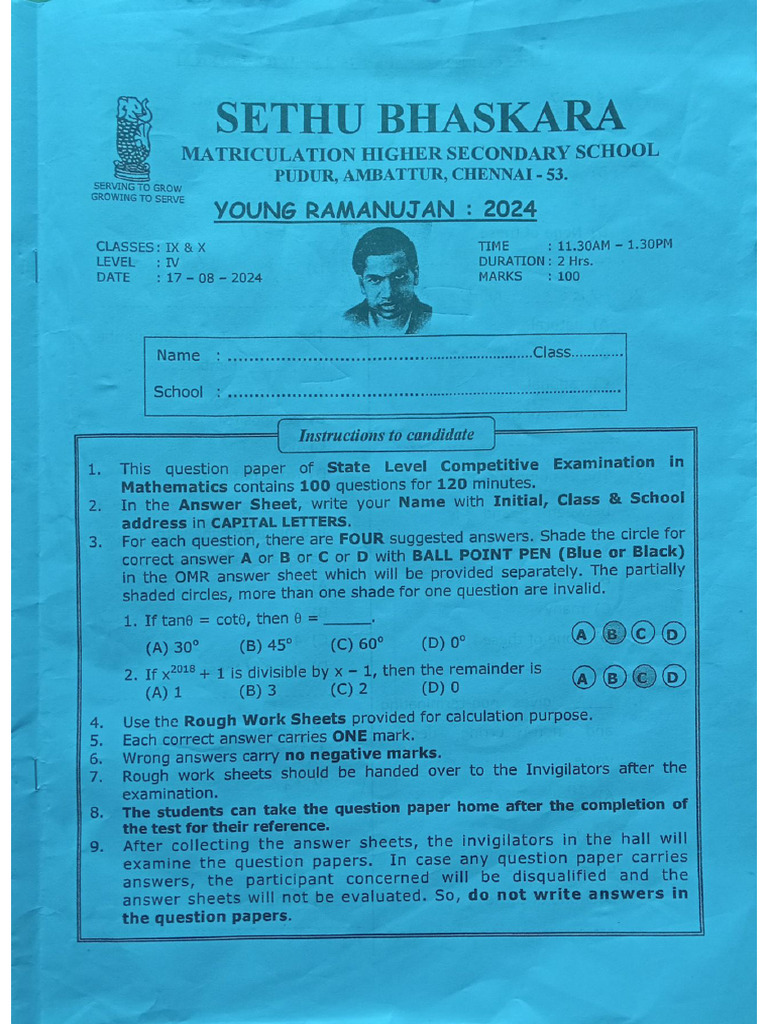 SETHU BHASKARA
MATRICULATION HIGHER SECONDARY SCHOOL
PUDUR, AMBATTUR, CHENNAI - 53.
SERVING TO GROW
GROWING TO SERVE
YOUNG RAMANUJAN : 2024
CLASSES : IX & X
LEVEL : IV
DATE : 17 – 08 – 2024
TIME : 11.30AM – 1.30PM
DURATION : 2 Hrs.
MARKS : 100
Name : ..........................................................Class............
School : ......................................................................
Instructions to candidate
1. This question paper of State Level Competitive Examination in
Mathematics contains 100 questions for 120 minutes.
2. In the Answer Sheet, write your Name with Initial, Class & School
address in CAPITAL LETTERS.
3. For each question, there are FOUR suggested answers. Shade the circle for
correct answer A or B or C or D with BALL POINT PEN (Blue or Black)
in the OMR answer sheet which will be provided separately. The partially
shaded circles, more than one shade for one question are invalid.
1. If tanθ = cotθ, then θ = _____.
(A) 30° (B) 45° (C) 60° (D) 0°
A B C D
2. If x²⁰¹⁸ + 1 is divisible by x – 1, then the remainder is
(A) 1 (B) 3 (C) 2 (D) 0
A B C D
4. Use the Rough Work Sheets provided for calculation purpose.
5. Each correct answer carries ONE mark.
6. Wrong answers carry no negative marks.
7. Rough work sheets should be handed over to the Invigilators after the
examination.
8. The students can take the question paper home after the completion of
the test for their reference.
9. After collecting the answer sheets, the invigilators in the hall will
examine the question papers. In case any question paper carries
answers, the participant concerned will be disqualified and the
answer sheets will not be evaluated. So, do not write answers in
the question papers.